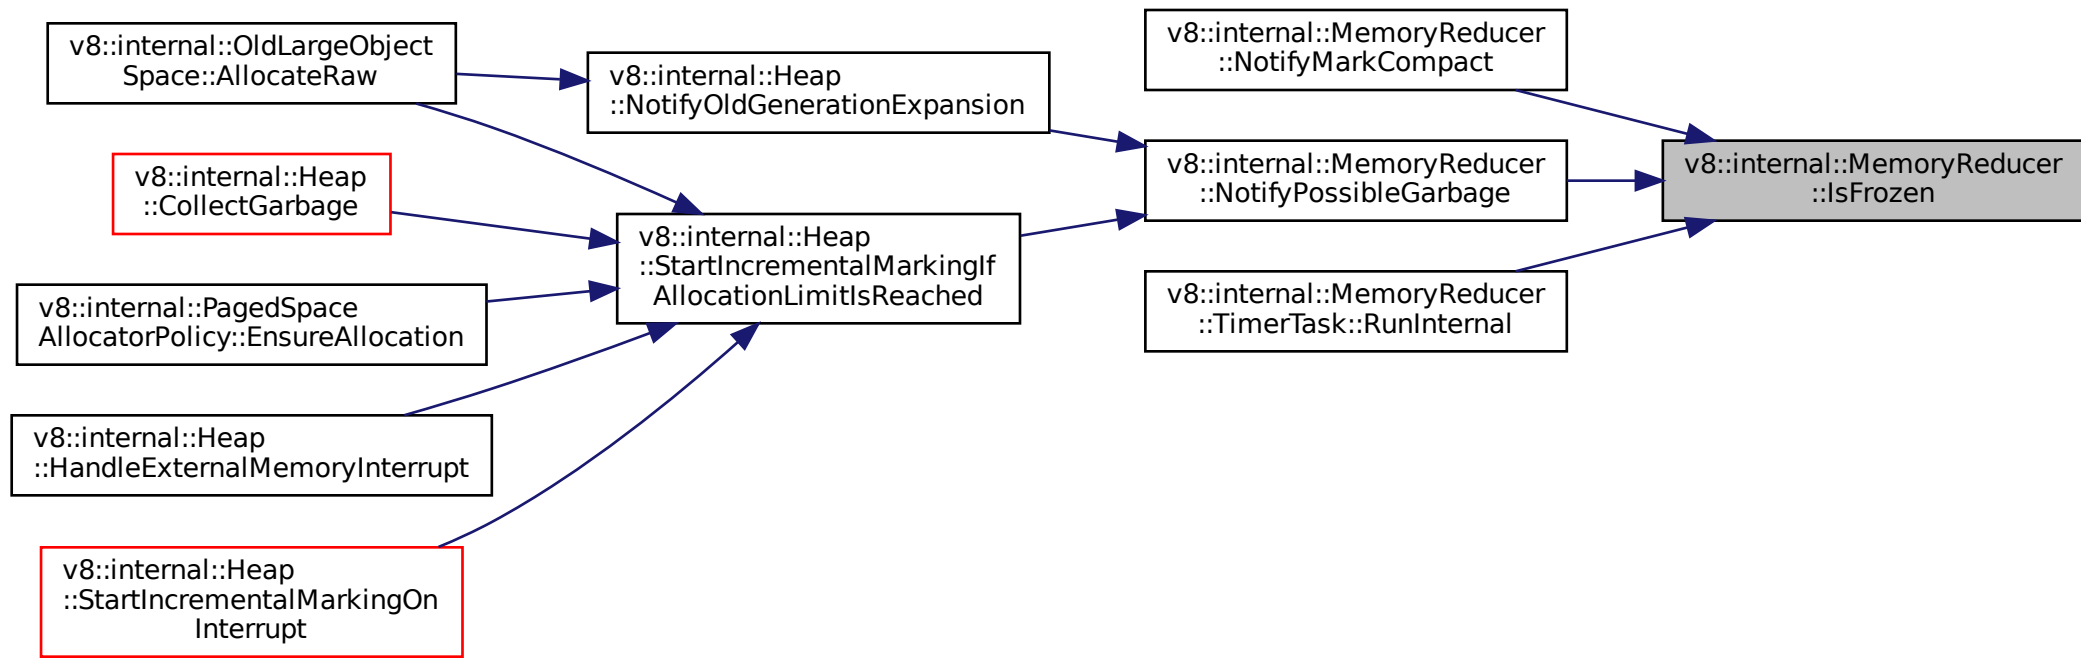 v8::internal::OldLargeObject
Space::AllocateRaw
v8::internal::Heap
::CollectGarbage
v8::internal::PagedSpace
AllocatorPolicy::EnsureAllocation
v8::internal::Heap
::HandleExternalMemoryInterrupt
v8::internal::Heap
::StartIncrementalMarkingOn
Interrupt
v8::internal::Heap
::NotifyOldGenerationExpansion
v8::internal::Heap
::StartIncrementalMarkingIf
AllocationLimitIsReached
v8::internal::MemoryReducer
::NotifyMarkCompact
v8::internal::MemoryReducer
::NotifyPossibleGarbage
v8::internal::MemoryReducer
::TimerTask::RunInternal
v8::internal::MemoryReducer
::IsFrozen